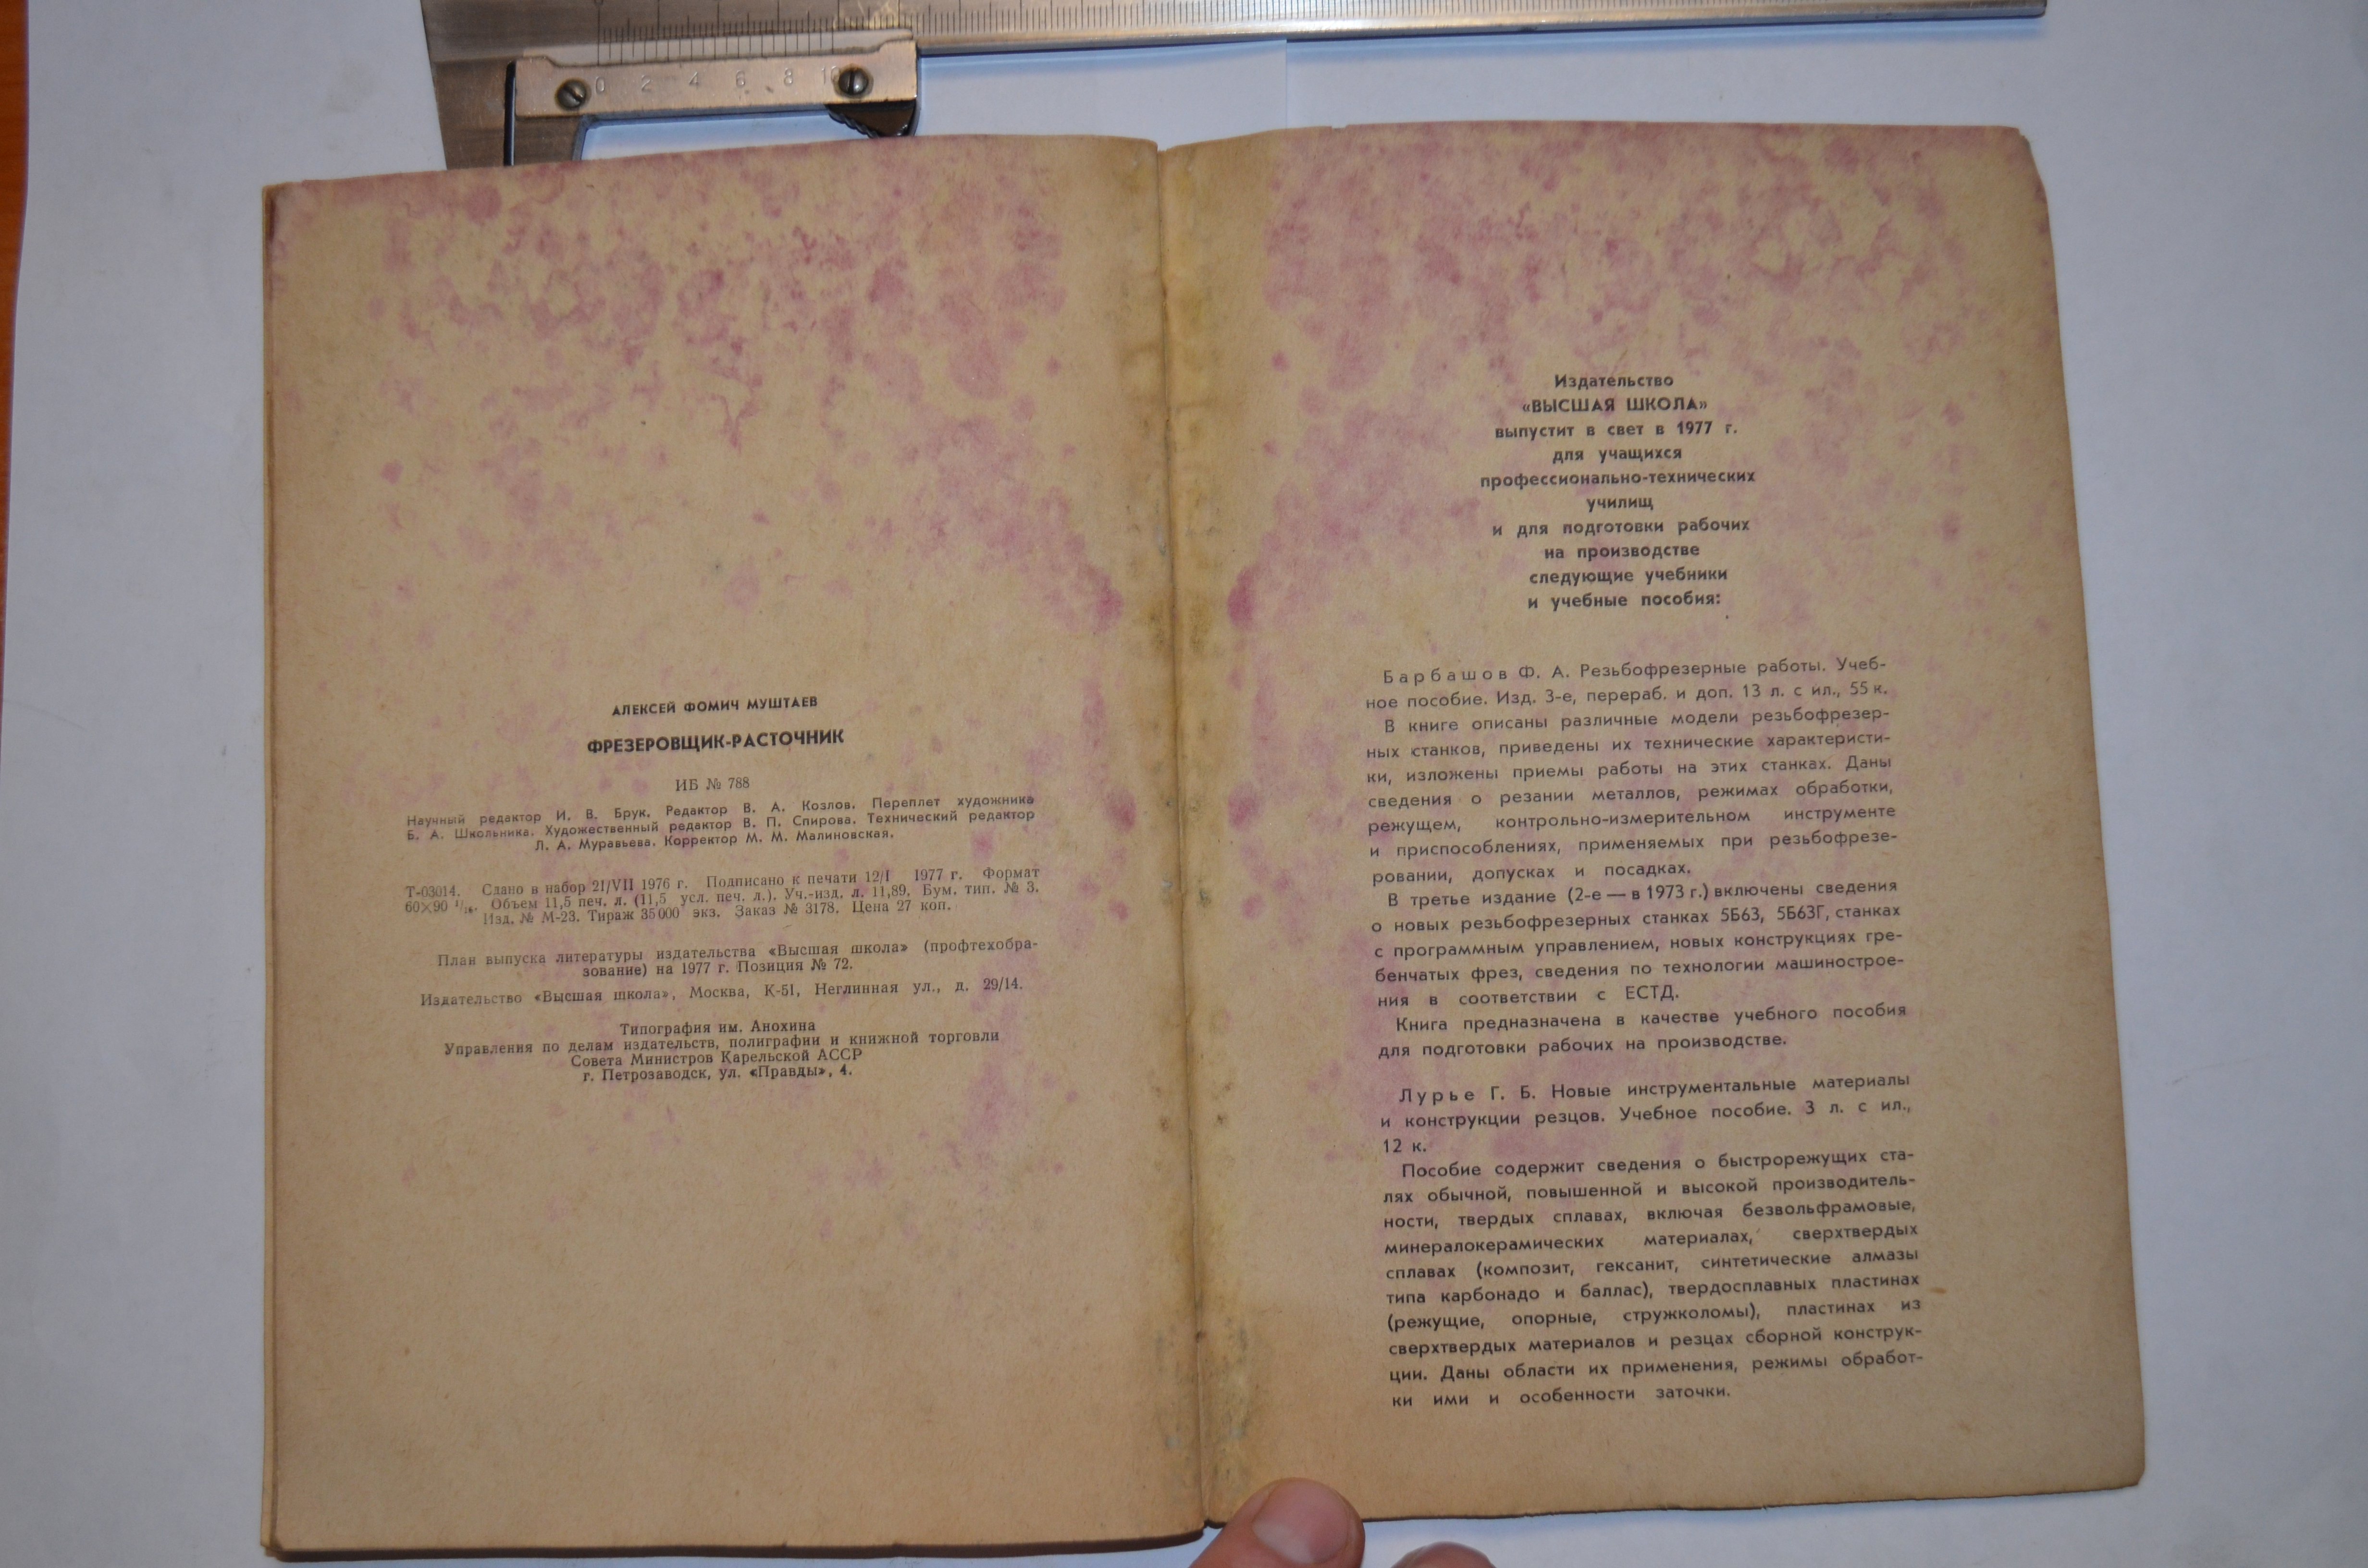 0 2 4 6 8 10
АЛЕКСЕЙ ФОМИЧ МУШТАЕВ
ФРЕЗЕРОВЩИК-РАСТОЧНИК
ИБ № 788
Научный редактор И. В. Брук. Редактор В. А. Козлов. Переплет художника
Б. А. Школьника. Художественный редактор В. П. Спирова. Технический редактор
Л. А. Муравьева. Корректор М. М. Малиновская.
Т-03014. Сдано в набор 21/VII 1976 г. Подписано к печати 12/I 1977 г. Формат
60×90 1/16. Объем 11,5 печ. л. (11,5 усл. печ. л.). Уч.-изд. л. 11,89. Бум. тип. № 3.
Изд. № М-23. Тираж 35000 экз. Заказ № 3178. Цена 27 коп.
План выпуска литературы издательства «Высшая школа» (профтехобра-
зование) на 1977 г. Позиция № 72.
Издательство «Высшая школа», Москва, К-51, Неглинная ул., д. 29/14.
Типография им. Анохина
Управления по делам издательств, полиграфии и книжной торговли
Совета Министров Карельской АССР
г. Петрозаводск, ул. «Правды», 4.
Издательство
«ВЫСШАЯ ШКОЛА»
выпустит в свет в 1977 г.
для учащихся
профессионально-технических
училищ
и для подготовки рабочих
на производстве
следующие учебники
и учебные пособия:
Барбашов Ф. А. Резьбофрезерные работы. Учеб-
ное пособие. Изд. 3-е, перераб. и доп. 13 л. с ил., 55 к.
В книге описаны различные модели резьбофрезер-
ных станков, приведены их технические характеристи-
ки, изложены приемы работы на этих станках. Даны
сведения о резании металлов, режимах обработки,
режущем, контрольно-измерительном инструменте
и приспособлениях, применяемых при резьбофрезе-
ровании, допусках и посадках.
В третье издание (2-е — в 1973 г.) включены сведения
о новых резьбофрезерных станках 5Б63, 5Б63Г, станках
с программным управлением, новых конструкциях гре-
бенчатых фрез, сведения по технологии машинострое-
ния в соответствии с ЕСТД.
Книга предназначена в качестве учебного пособия
для подготовки рабочих на производстве.
Лурье Г. Б. Новые инструментальные материалы
и конструкции резцов. Учебное пособие. 3 л. с ил.,
12 к.
Пособие содержит сведения о быстрорежущих ста-
лях обычной, повышенной и высокой производитель-
ности, твердых сплавах, включая безвольфрамовые,
минералокерамических материалах, сверхтвердых
сплавах (композит, гексанит, синтетические алмазы
типа карбонадо и баллас), твердосплавных пластинах
(режущие, опорные, стружколомы), пластинах из
сверхтвердых материалов и резцах сборной конструк-
ции. Даны области их применения, режимы обработ-
ки ими и особенности заточки.